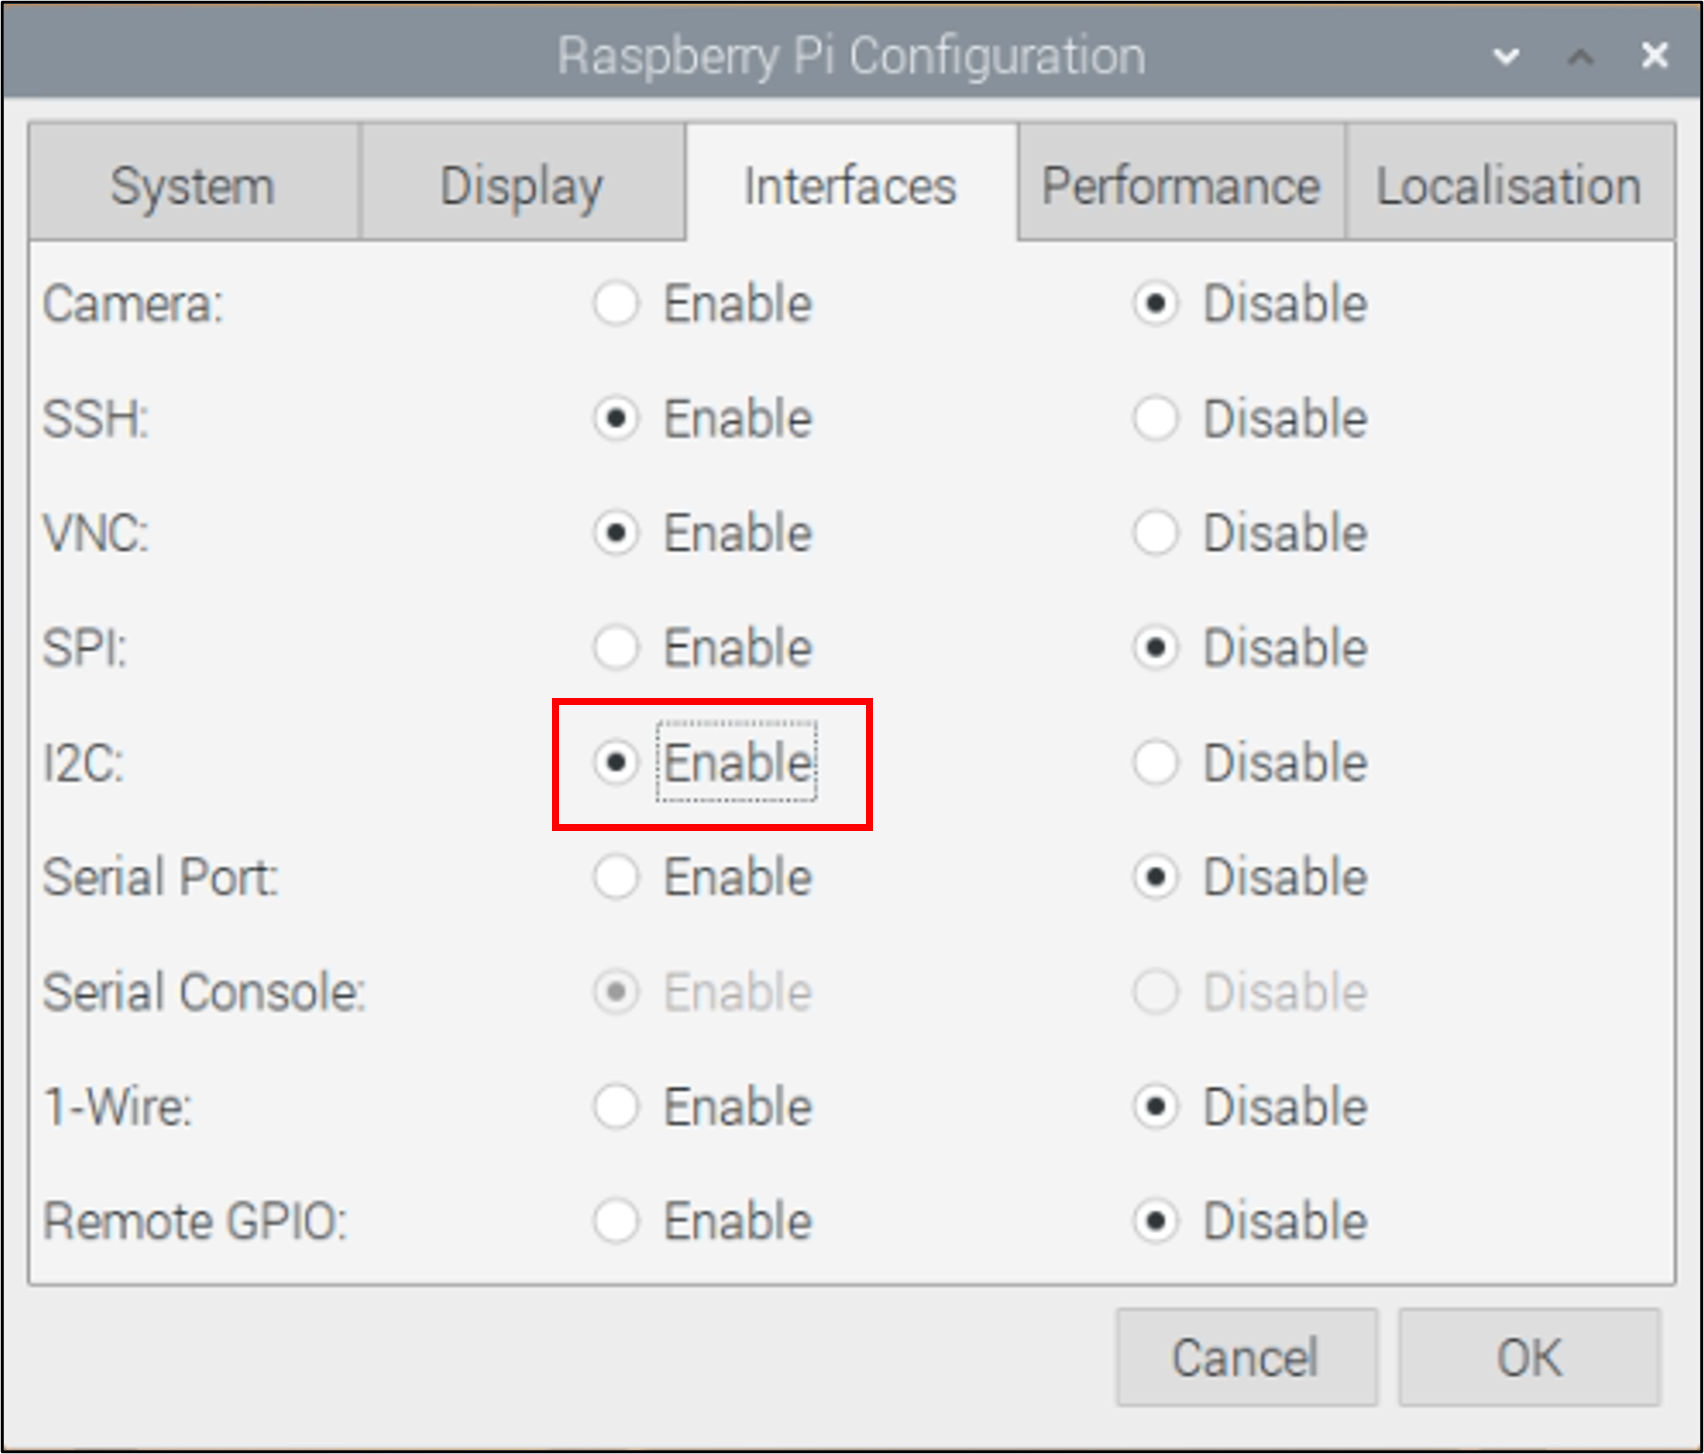 Raspberry Pi Configuration
System Display Interfaces Performance Localisation
Camera: Enable Disable
SSH: Enable Disable
VNC: Enable Disable
SPI: Enable Disable
I2C: Enable Disable
Serial Port: Enable Disable
Serial Console: Enable Disable
1-Wire: Enable Disable
Remote GPIO: Enable Disable
Cancel OK